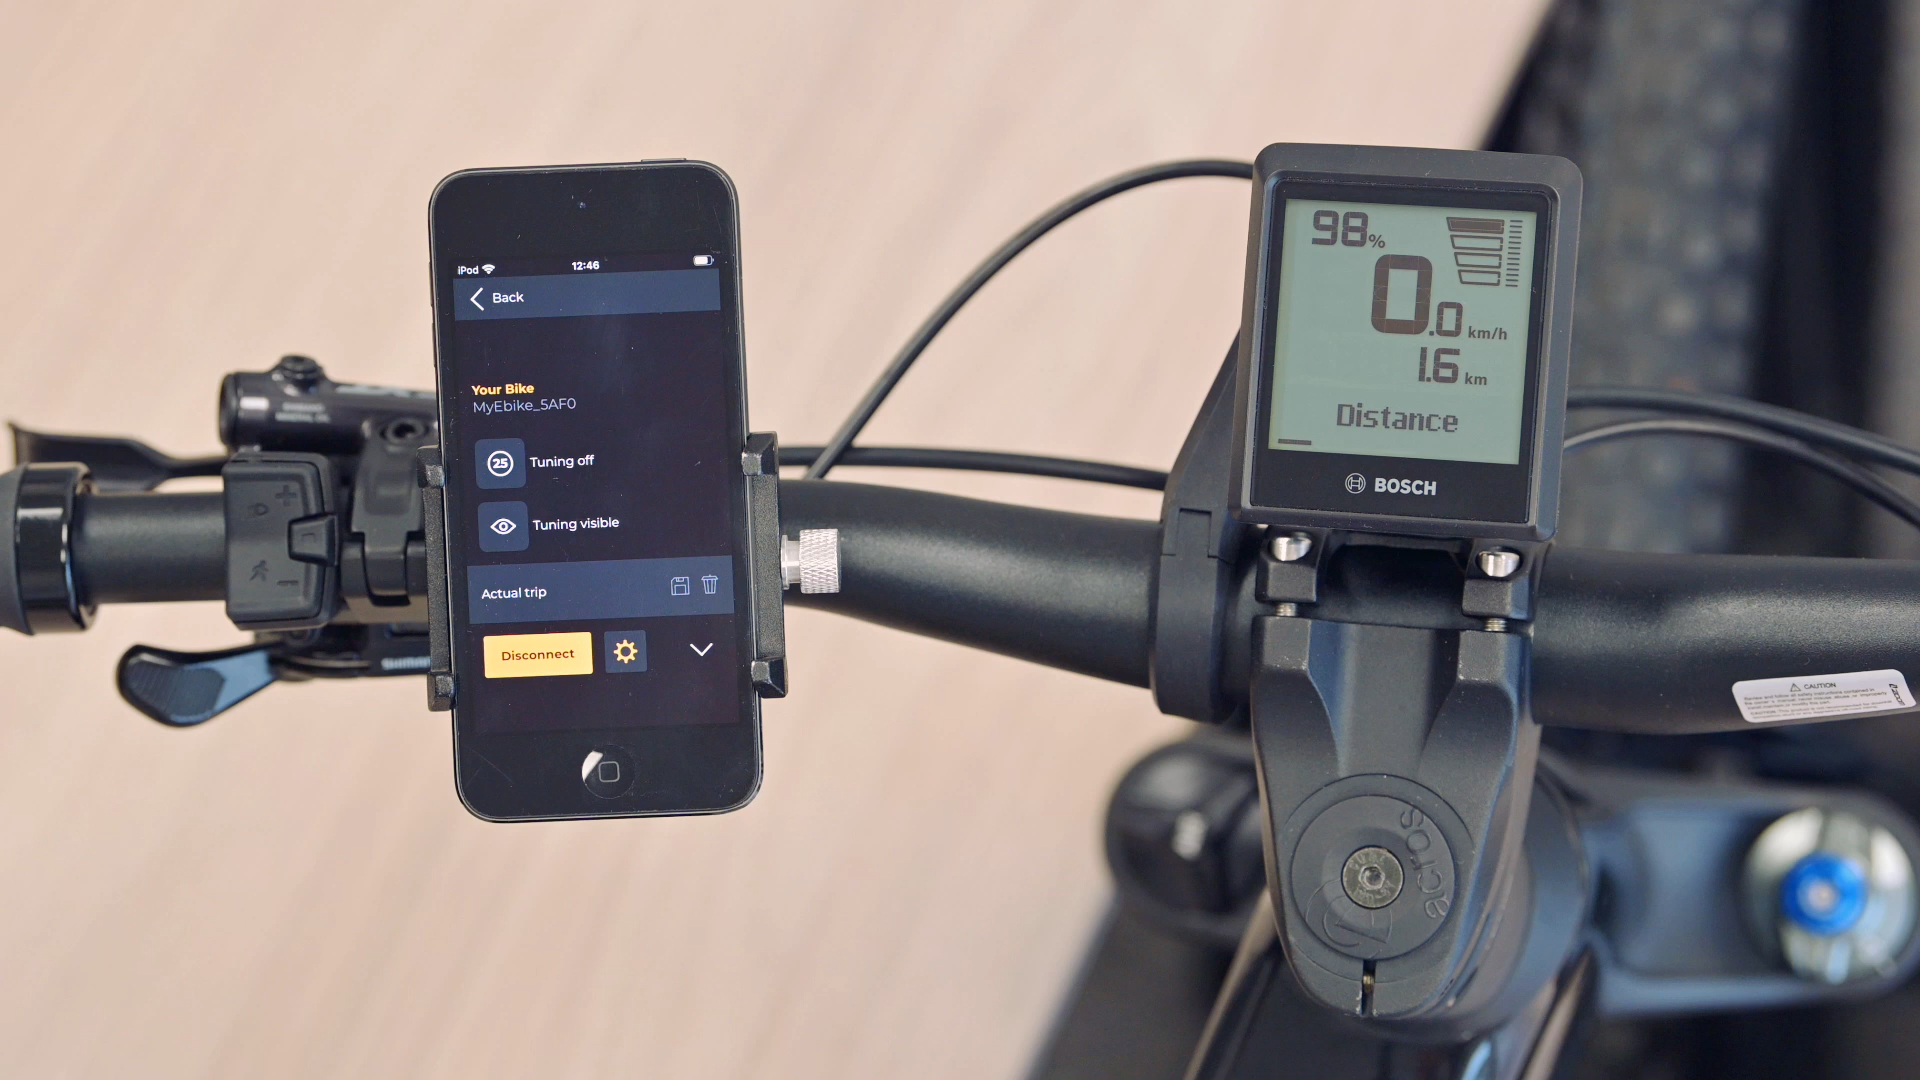 iPod
12:46
Back
Your Bike
MyEbike_5AF0
25
Tuning off
Tuning visible
Actual trip
Disconnect
98%
0.0 km/h
1.6 km
Distance
BOSCH
acros
CAUTION